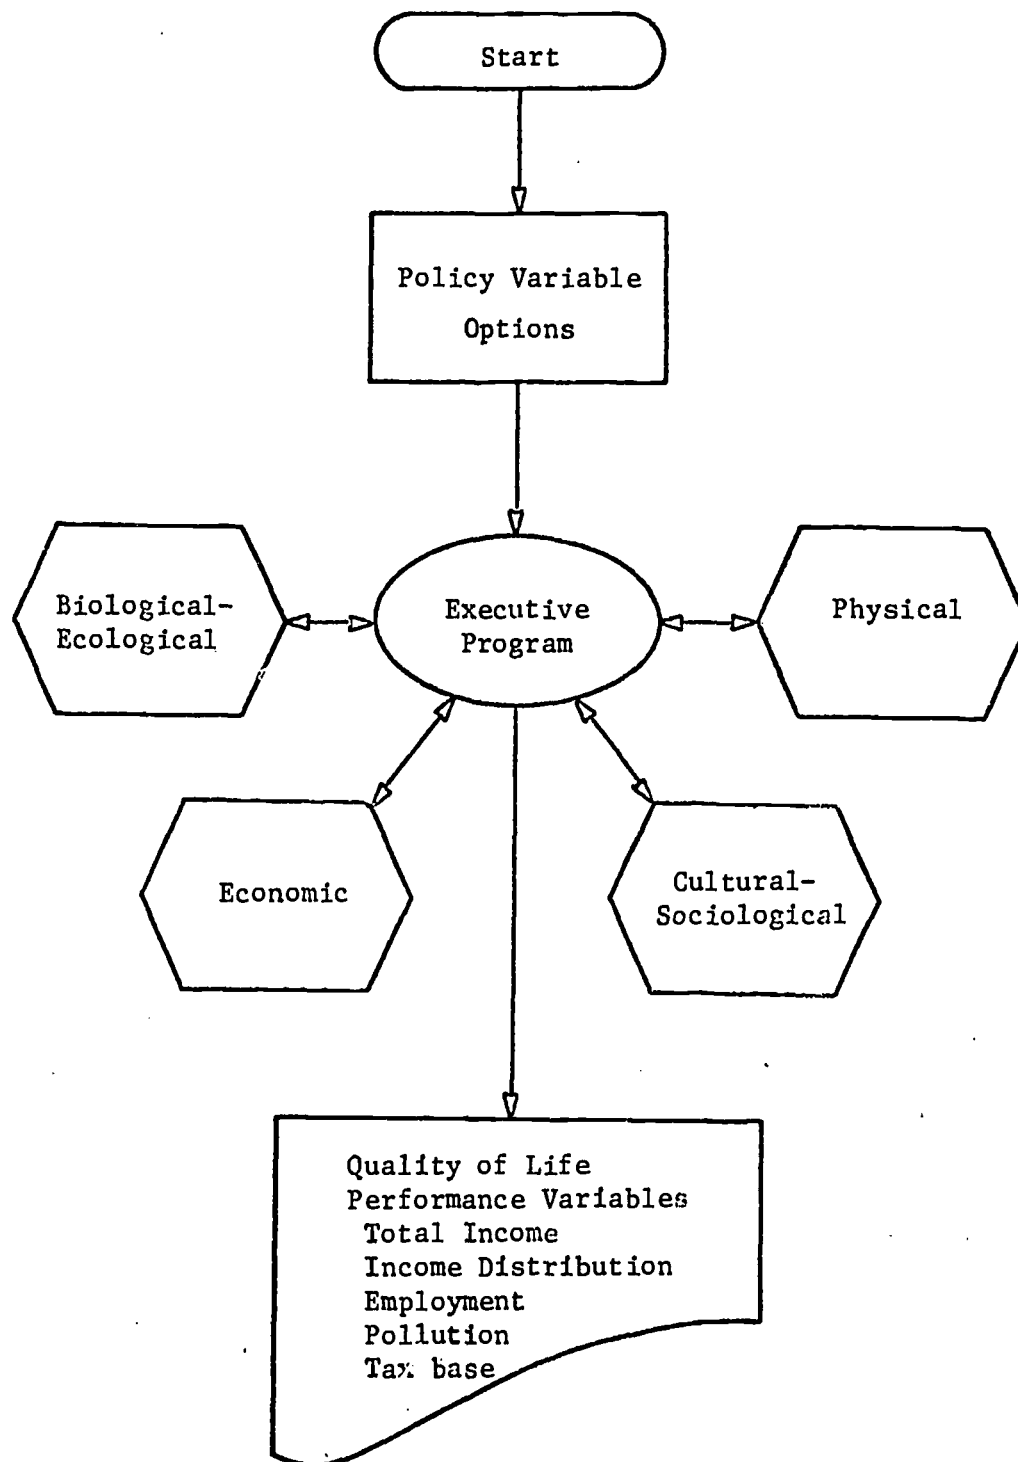 Start
Policy Variable
Options
Biological-
Ecological
Executive
Program
Physical
Economic
Cultural-
Sociological
Quality of Life
Performance Variables
Total Income
Income Distribution
Employment
Pollution
Tax base